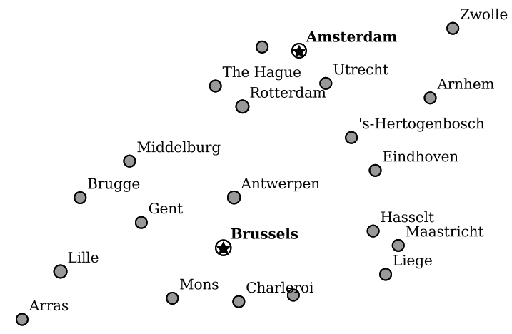 Zwolle
Amsterdam
The Hague
Utrecht
Arnhem
Rotterdam
's-Hertogenbosch
Middelburg
Eindhoven
Brugge
Antwerpen
Gent
Hasselt
Brussels
Maastricht
Lille
Liege
Mons
Charleroi
Arras